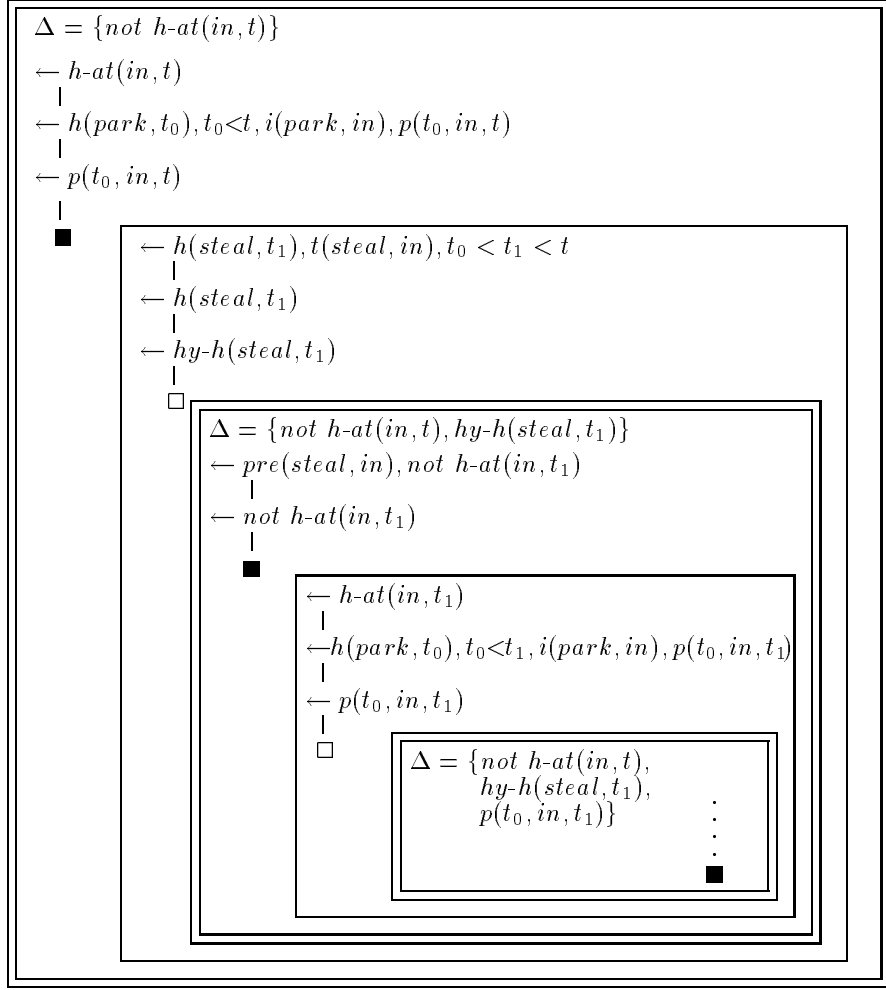 Δ = {not h-at(in, t)}
← h-at(in, t)
← h(park, t₀), t₀<t, i(park, in), p(t₀, in, t)
← p(t₀, in, t)
← h(steal, t₁), t(steal, in), t₀ < t₁ < t
← h(steal, t₁)
← hy-h(steal, t₁)
Δ = {not h-at(in, t), hy-h(steal, t₁)}
← pre(steal, in), not h-at(in, t₁)
← not h-at(in, t₁)
← h-at(in, t₁)
←h(park, t₀), t₀<t₁, i(park, in), p(t₀, in, t₁)
← p(t₀, in, t₁)
Δ = {not h-at(in, t),
hy-h(steal, t₁),
p(t₀, in, t₁)}